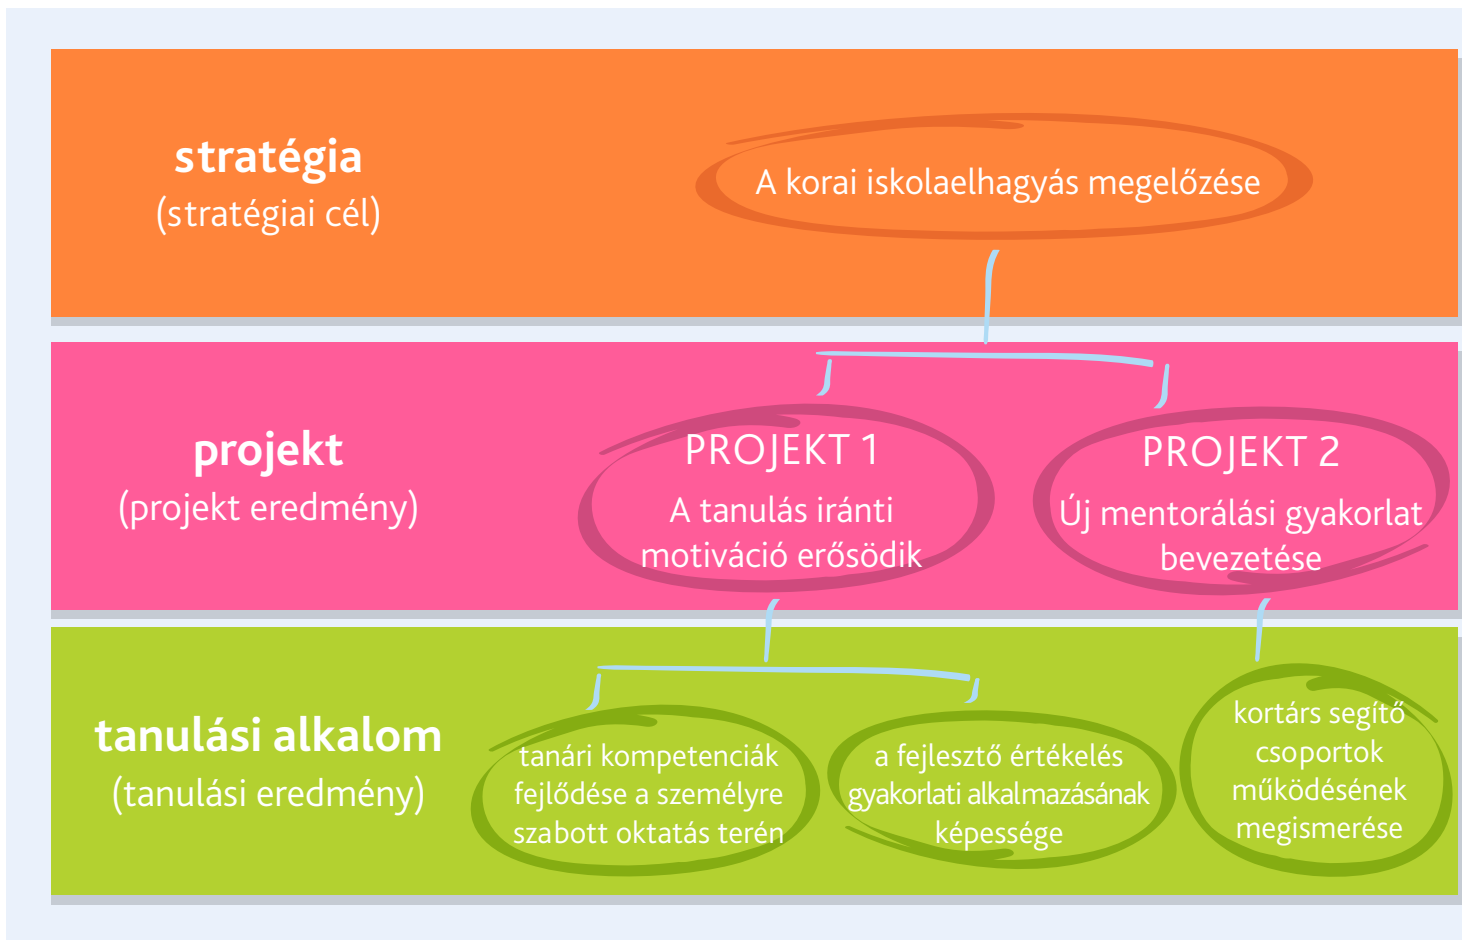 stratégia
(stratégiai cél)
A korai iskolaelhagyás megelőzése
projekt
(projekt eredmény)
PROJEKT 1
A tanulás iránti
motiváció erősödik
PROJEKT 2
Új mentorálási gyakorlat
bevezetése
tanulási alkalom
(tanulási eredmény)
tanári kompetenciák
fejlődése a személyre
szabott oktatás terén
a fejlesztő értékelés
gyakorlati alkalmazásának
képessége
kortárs segítő
csoportok
működésének
megismerése